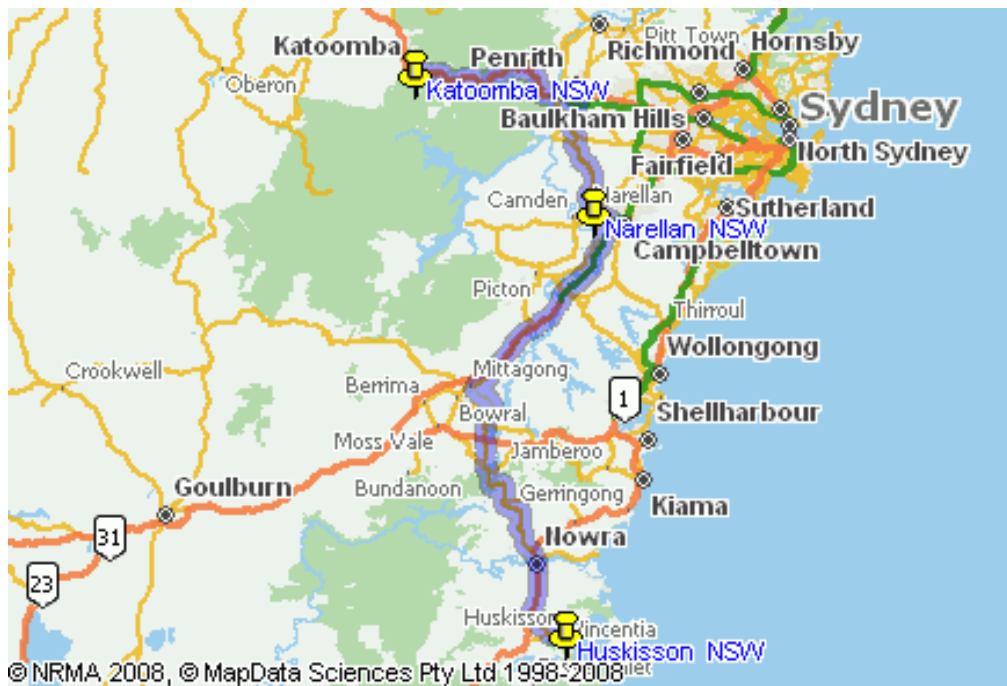 Pitt Town
Katoomba
Penrith
Richmond
Hornsby
Oberon
Katoomba NSW
Sydney
Baulkham Hills
North Sydney
Fairfield
Camden
Narellan
Sutherland
Narellan NSW
Campbelltown
Picton
Thirroul
Wollongong
Crookwell
Mittagong
Berrima
1
Bowral
Shellharbour
Moss Vale
Jamberoo
Goulburn
Bundanoon
Gerringong
Kiama
31
Nowra
23
Huskisson
Vincentia
Huskisson NSW
© NRMA 2008, © MapData Sciences Pty Ltd 1998-2008